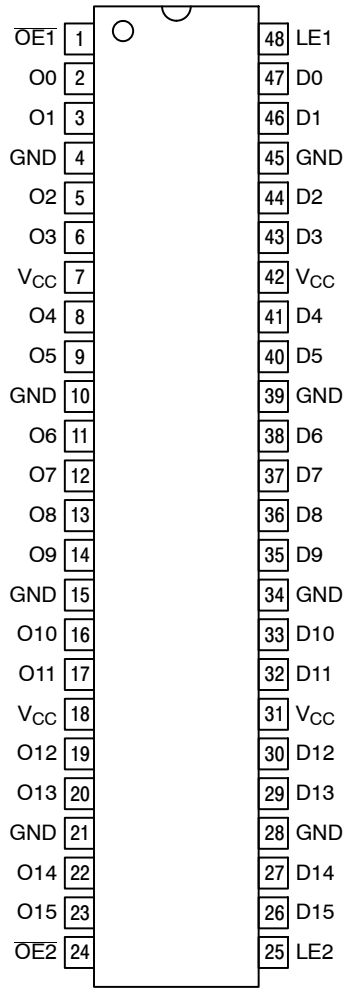 OE1 1 48 LE1
O0 2 47 D0
O1 3 46 D1
GND 4 45 GND
O2 5 44 D2
O3 6 43 D3
VCC 7 42 VCC
O4 8 41 D4
O5 9 40 D5
GND 10 39 GND
O6 11 38 D6
O7 12 37 D7
O8 13 36 D8
O9 14 35 D9
GND 15 34 GND
O10 16 33 D10
O11 17 32 D11
VCC 18 31 VCC
O12 19 30 D12
O13 20 29 D13
GND 21 28 GND
O14 22 27 D14
O15 23 26 D15
OE2 24 25 LE2